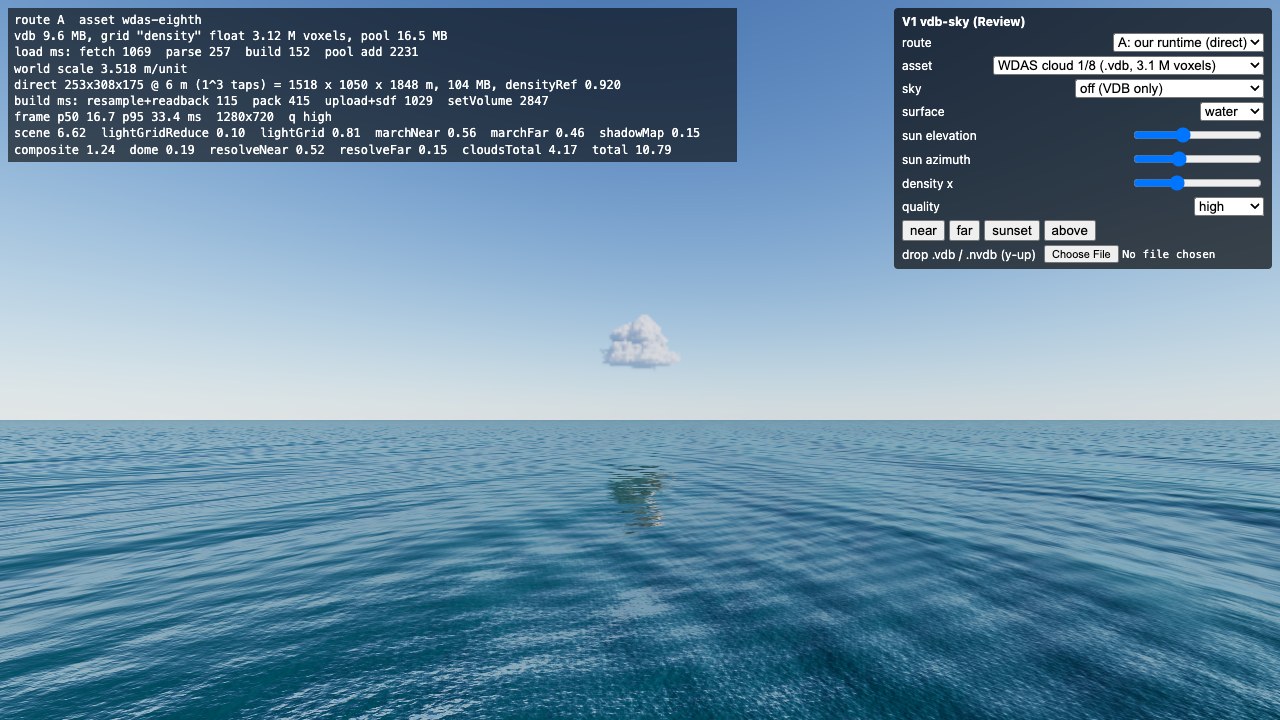 route A  asset wdas-eighth
vdb 9.6 MB, grid "density" float 3.12 M voxels, pool 16.5 MB
load ms: fetch 1069  parse 257  build 152  pool add 2231
world scale 3.518 m/unit
direct 253x308x175 @ 6 m (1^3 taps) = 1518 x 1050 x 1848 m, 104 MB, densityRef 0.920
build ms: resample+readback 115  pack 415  upload+sdf 1029  setVolume 2847
frame p50 16.7 p95 33.4 ms  1280x720  q high
scene 6.62  lightGridReduce 0.10  lightGrid 0.81  marchNear 0.56  marchFar 0.46  shadowMap 0.15
composite 1.24  dome 0.19  resolveNear 0.52  resolveFar 0.15  cloudsTotal 4.17  total 10.79
V1 vdb-sky (Review)
route A: our runtime (direct)
asset WDAS cloud 1/8 (.vdb, 3.1 M voxels)
sky off (VDB only)
surface water
sun elevation
sun azimuth
density x
quality high
near far sunset above
drop .vdb / .nvdb (y-up) Choose File No file chosen